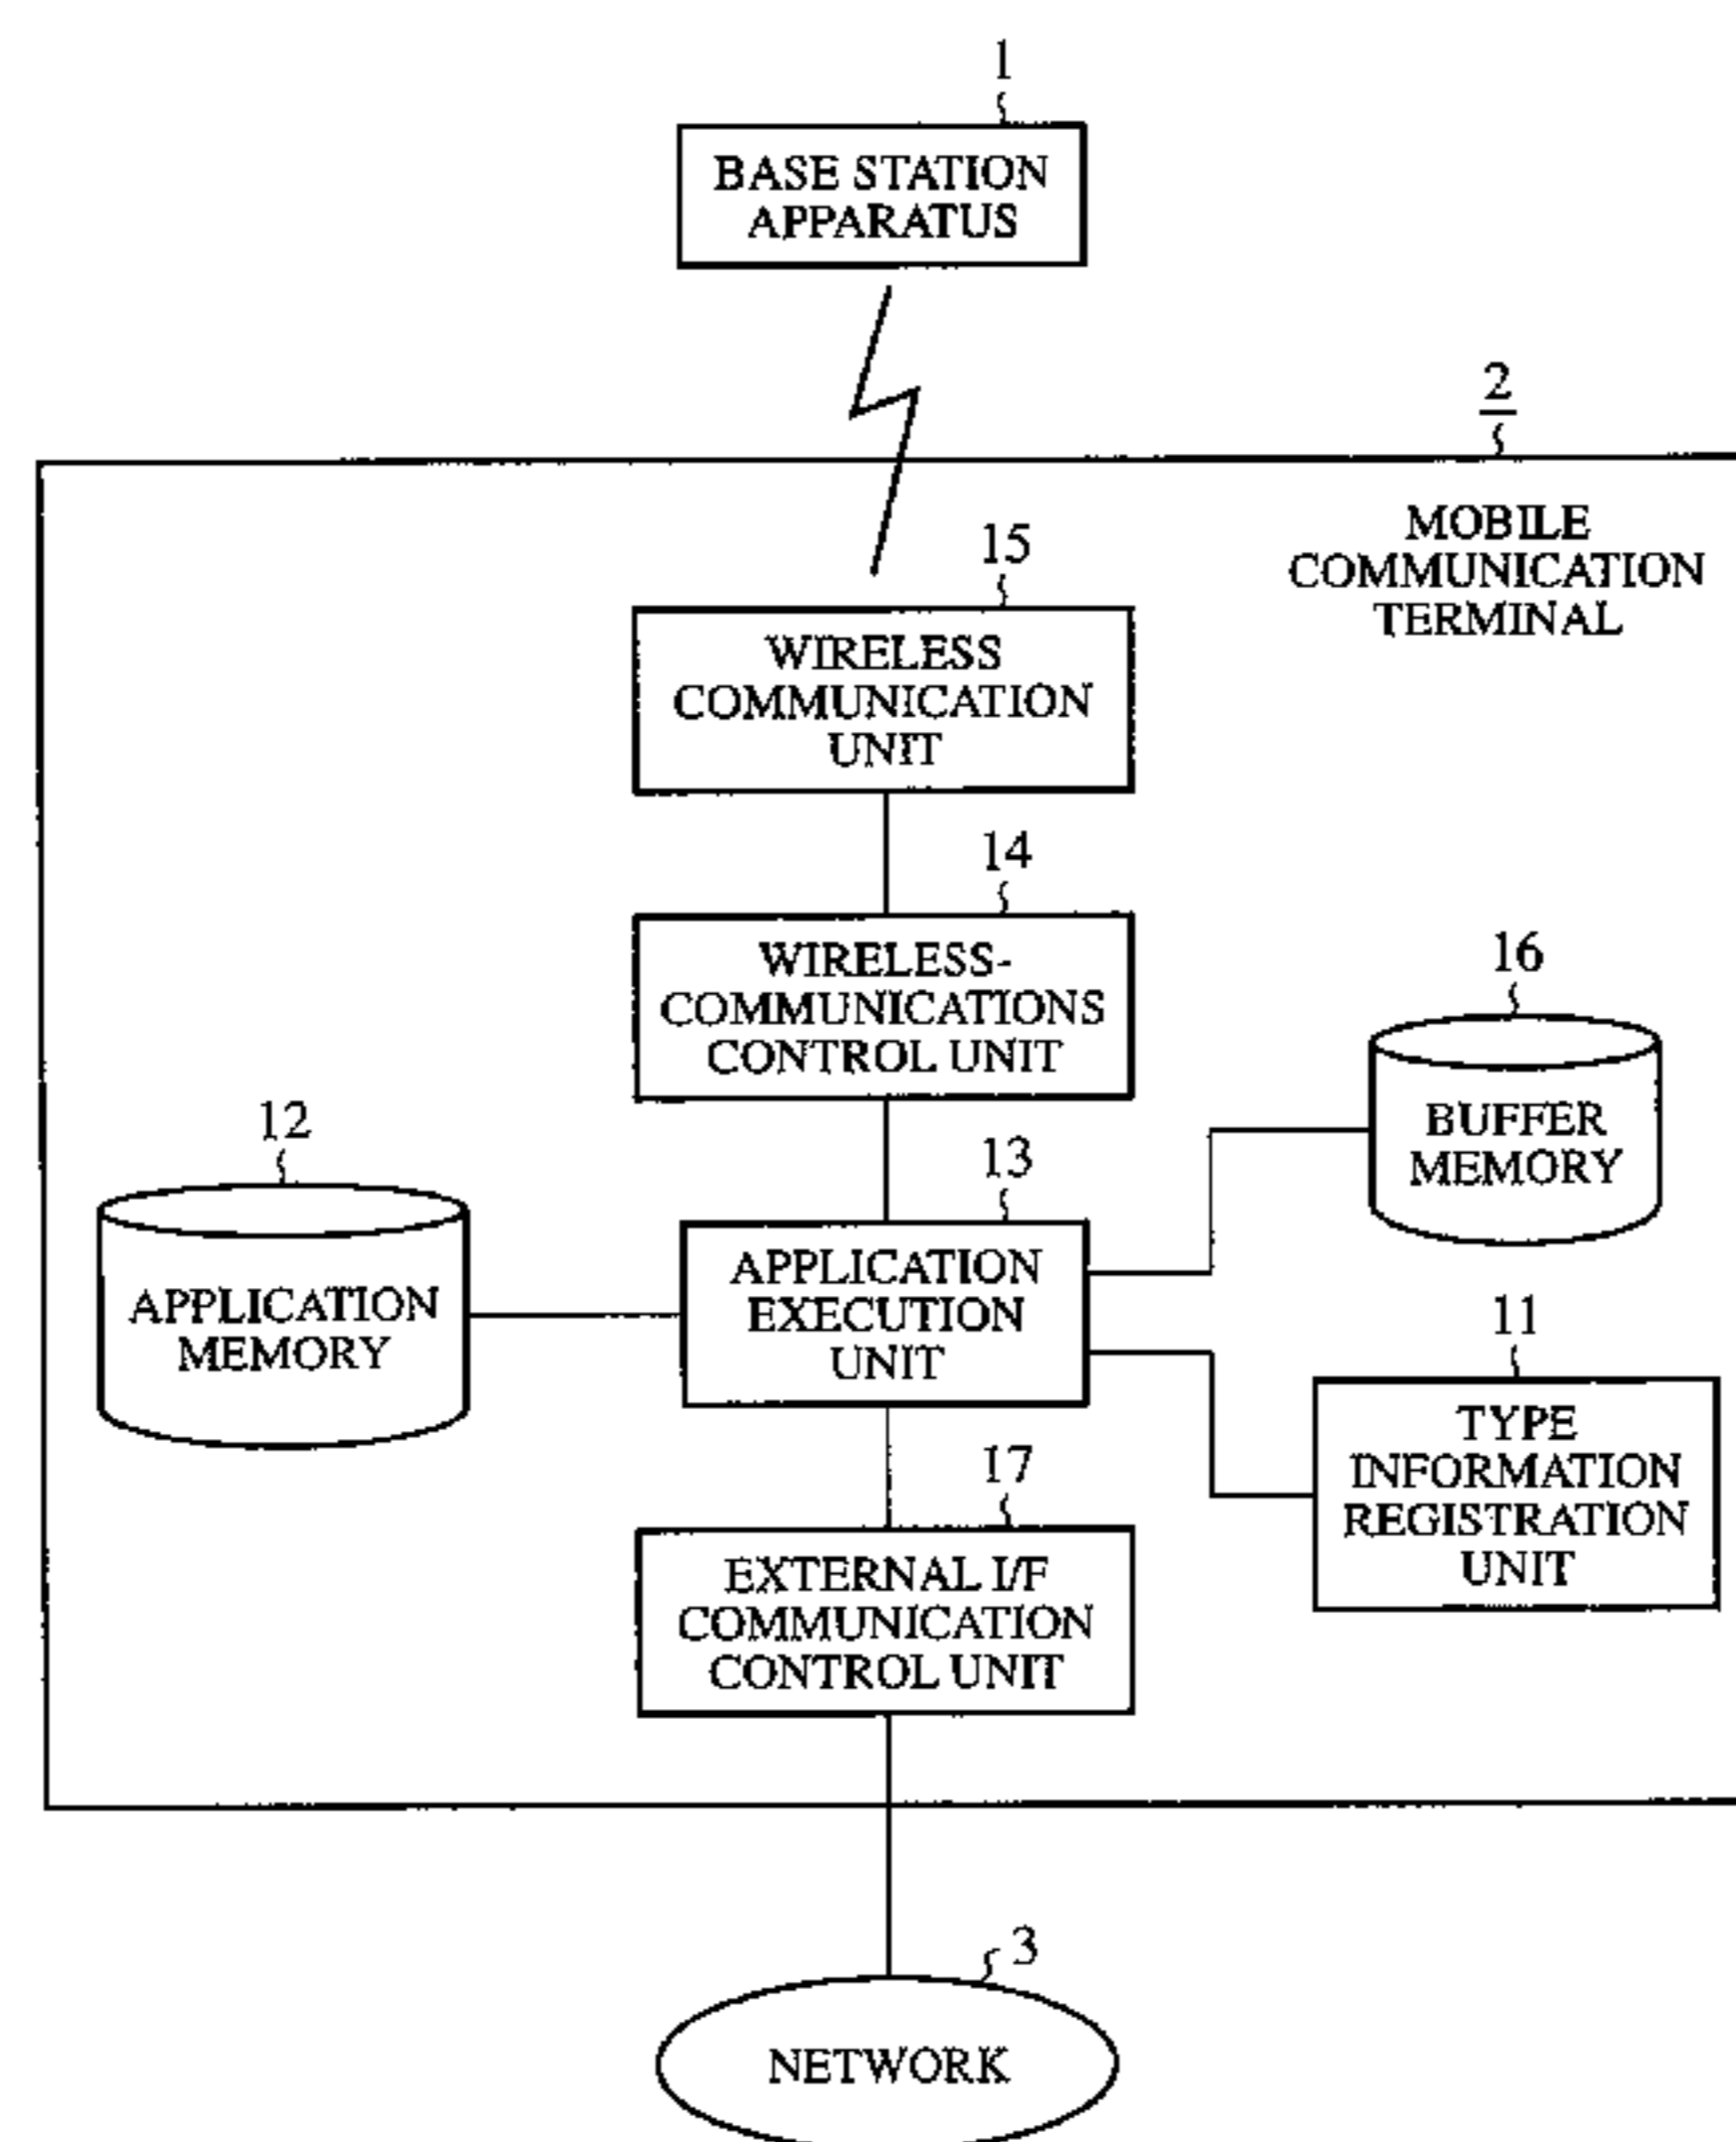 1
BASE STATION
APPARATUS
2
MOBILE
COMMUNICATION
TERMINAL
15
WIRELESS
COMMUNICATION
UNIT
14
WIRELESS-
COMMUNICATIONS
CONTROL UNIT
16
BUFFER
MEMORY
12
APPLICATION
MEMORY
13
APPLICATION
EXECUTION
UNIT
11
TYPE
INFORMATION
REGISTRATION
UNIT
17
EXTERNAL I/F
COMMUNICATION
CONTROL UNIT
3
NETWORK